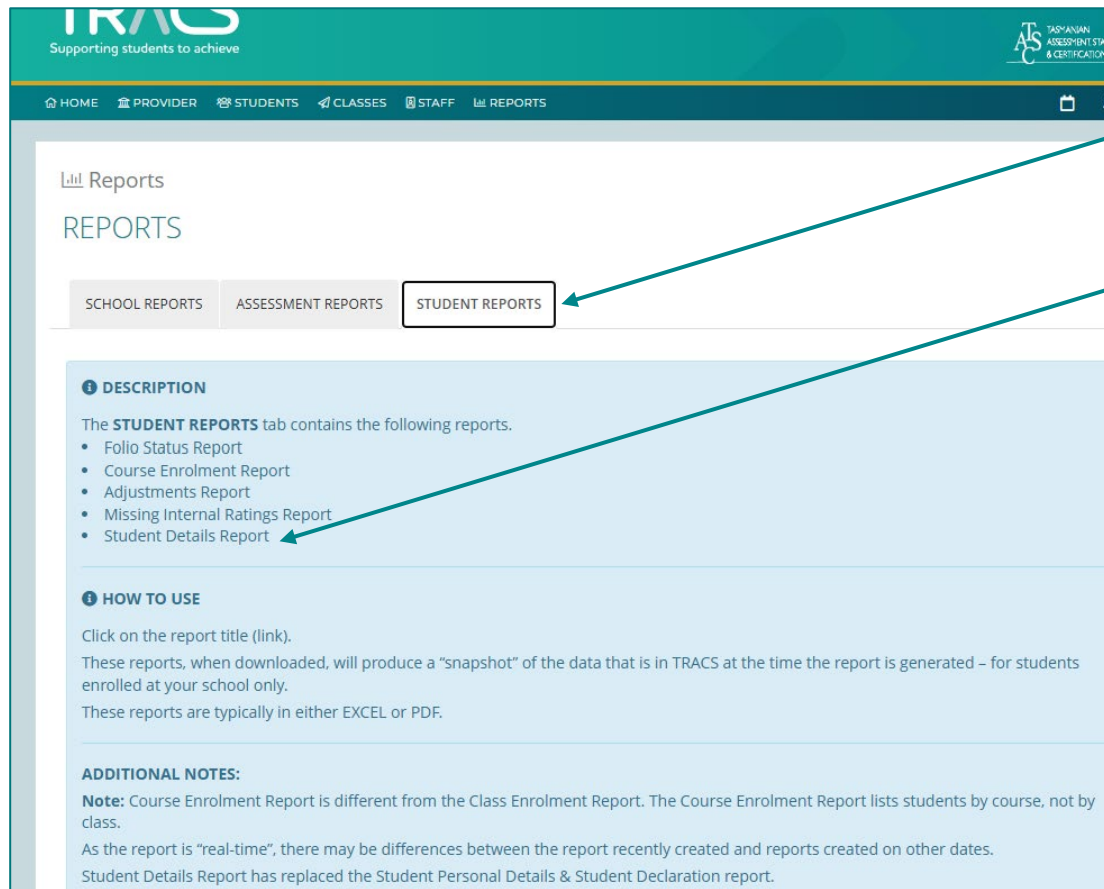 TRACS
Supporting students to achieve
TASMANIAN
ASSESSMENT
& CERTIFICATION
HOME PROVIDER STUDENTS CLASSES STAFF REPORTS
Reports
REPORTS
SCHOOL REPORTS ASSESSMENT REPORTS STUDENT REPORTS
DESCRIPTION
The STUDENT REPORTS tab contains the following reports.
• Folio Status Report
• Course Enrolment Report
• Adjustments Report
• Missing Internal Ratings Report
• Student Details Report
HOW TO USE
Click on the report title (link).
These reports, when downloaded, will produce a “snapshot” of the data that is in TRACS at the time the report is generated – for students
enrolled at your school only.
These reports are typically in either EXCEL or PDF.
ADDITIONAL NOTES:
Note: Course Enrolment Report is different from the Class Enrolment Report. The Course Enrolment Report lists students by course, not by
class.
As the report is “real-time”, there may be differences between the report recently created and reports created on other dates.
Student Details Report has replaced the Student Personal Details & Student Declaration report.